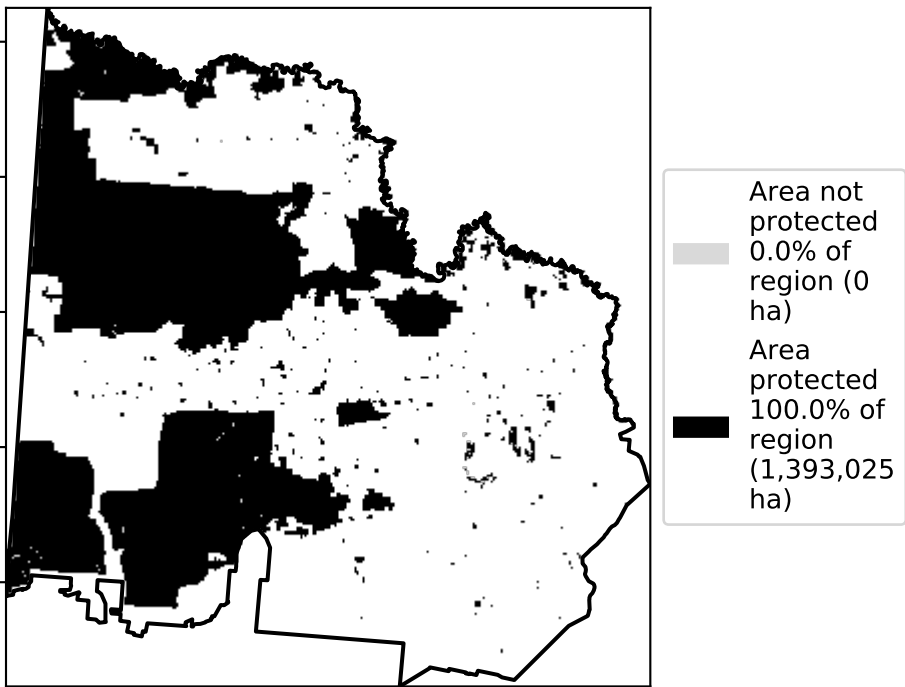 Area not
protected
0.0% of
region (0
ha)
Area
protected
100.0% of
region
(1,393,025
ha)